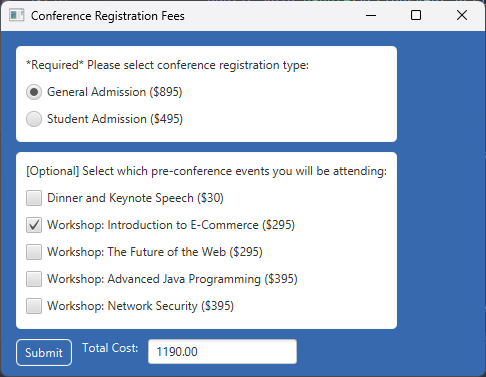 Conference Registration Fees
*Required* Please select conference registration type:
General Admission ($895)
Student Admission ($495)
[Optional] Select which pre-conference events you will be attending:
Dinner and Keynote Speech ($30)
Workshop: Introduction to E-Commerce ($295)
Workshop: The Future of the Web ($295)
Workshop: Advanced Java Programming ($395)
Workshop: Network Security ($395)
Submit Total Cost: 1190.00